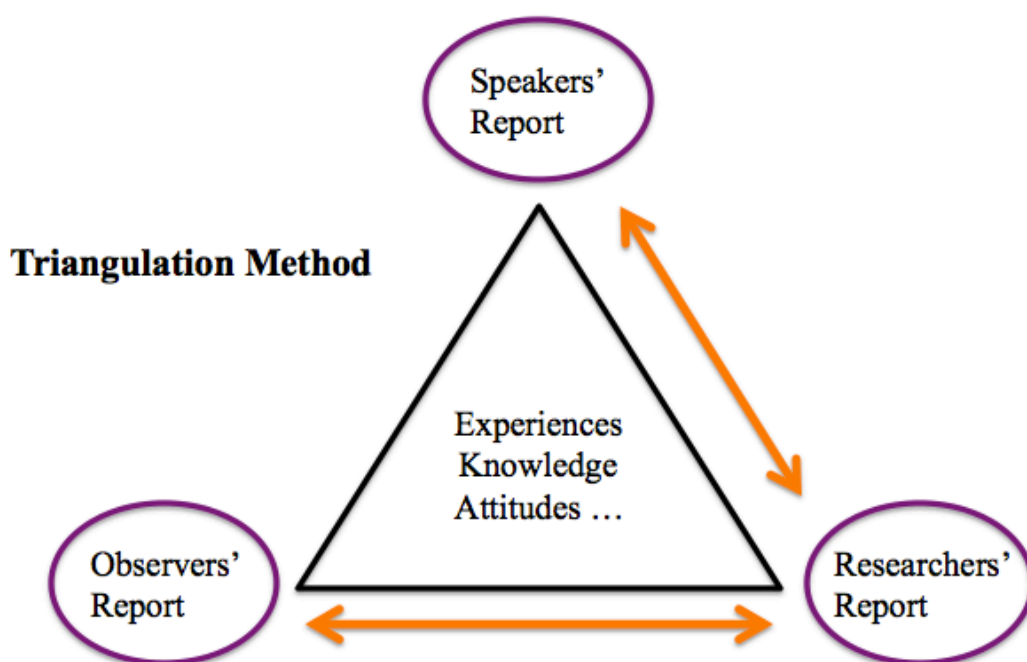 Speakers’
Report
Triangulation Method
Experiences
Knowledge
Attitudes …
Observers’
Report
Researchers’
Report